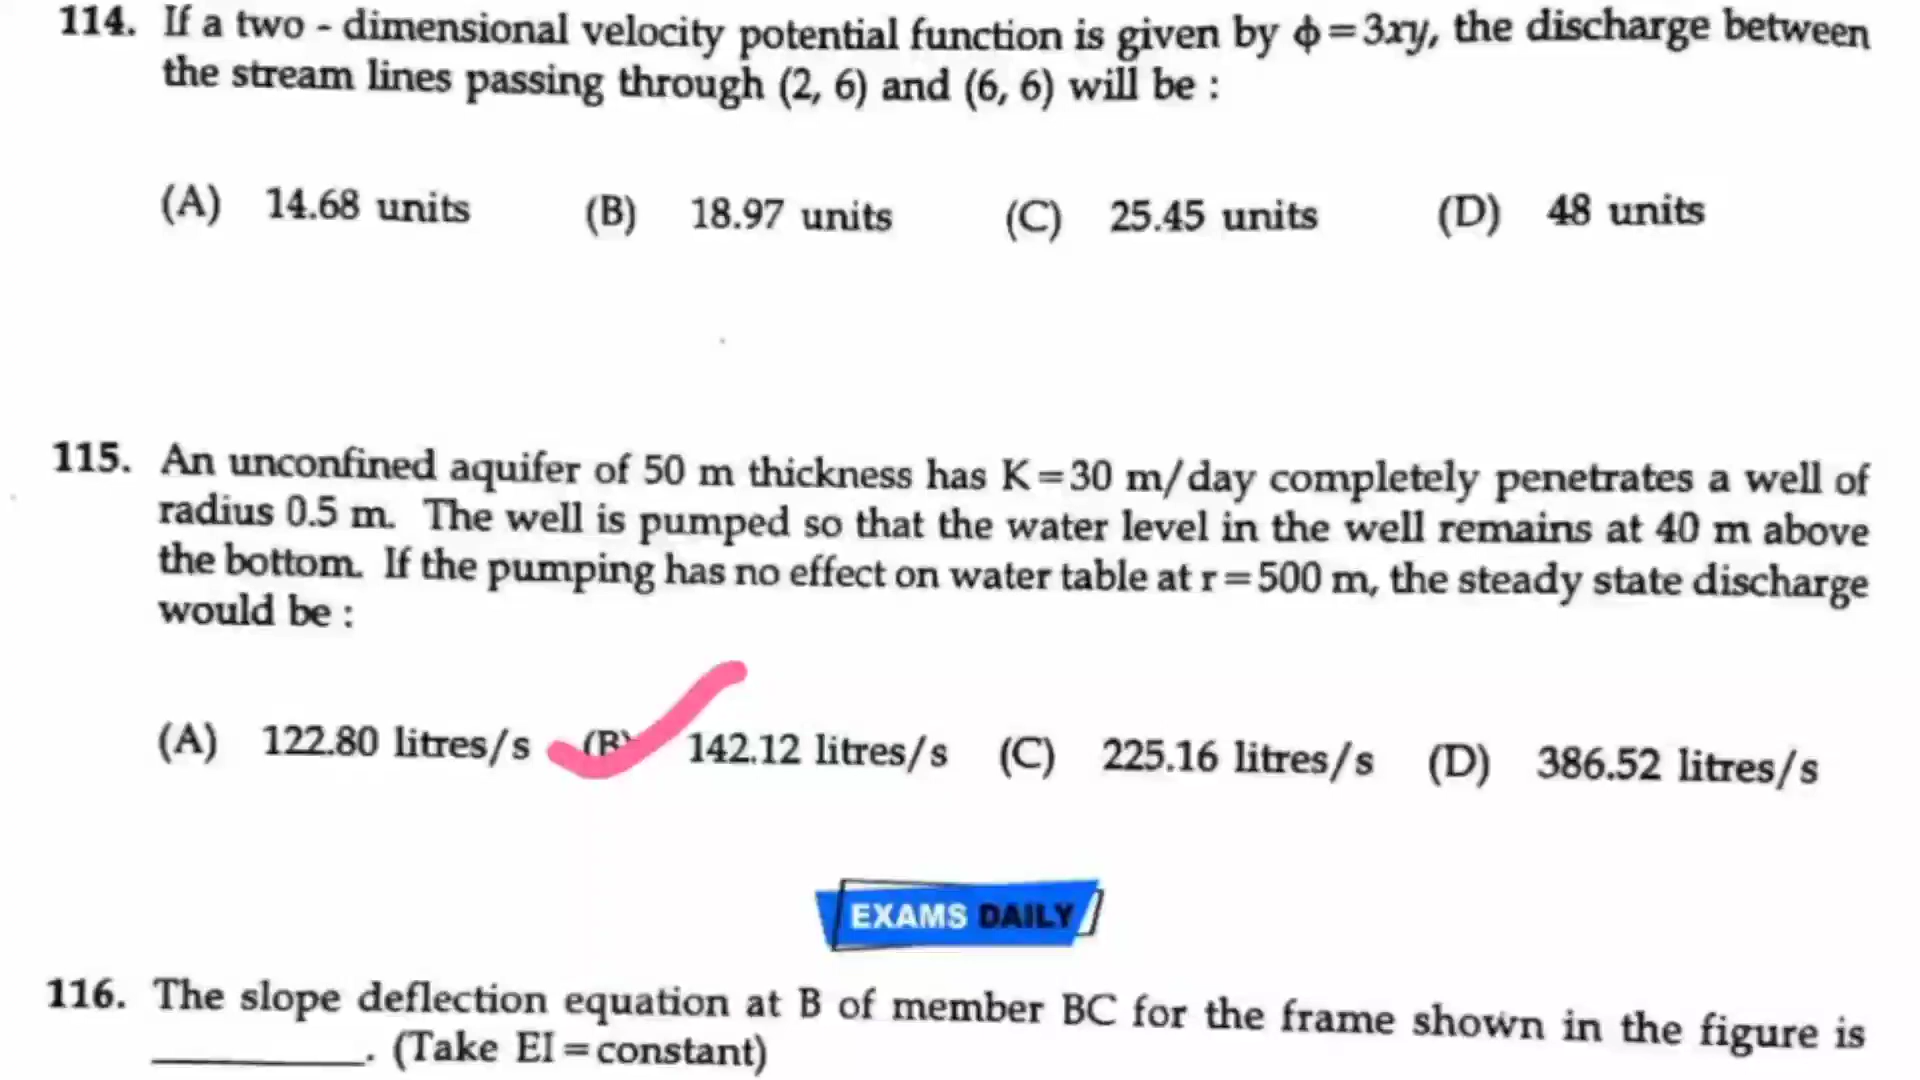 114. If a two - dimensional velocity potential function is given by ϕ=3xy, the discharge between
the stream lines passing through (2, 6) and (6, 6) will be :
(A) 14.68 units (B) 18.97 units (C) 25.45 units (D) 48 units
115. An unconfined aquifer of 50 m thickness has K=30 m/day completely penetrates a well of
radius 0.5 m. The well is pumped so that the water level in the well remains at 40 m above
the bottom. If the pumping has no effect on water table at r=500 m, the steady state discharge
would be :
(A) 122.80 litres/s (B) 142.12 litres/s (C) 225.16 litres/s (D) 386.52 litres/s
EXAMS DAILY
116. The slope deflection equation at B of member BC for the frame shown in the figure is
__________. (Take EI=constant)